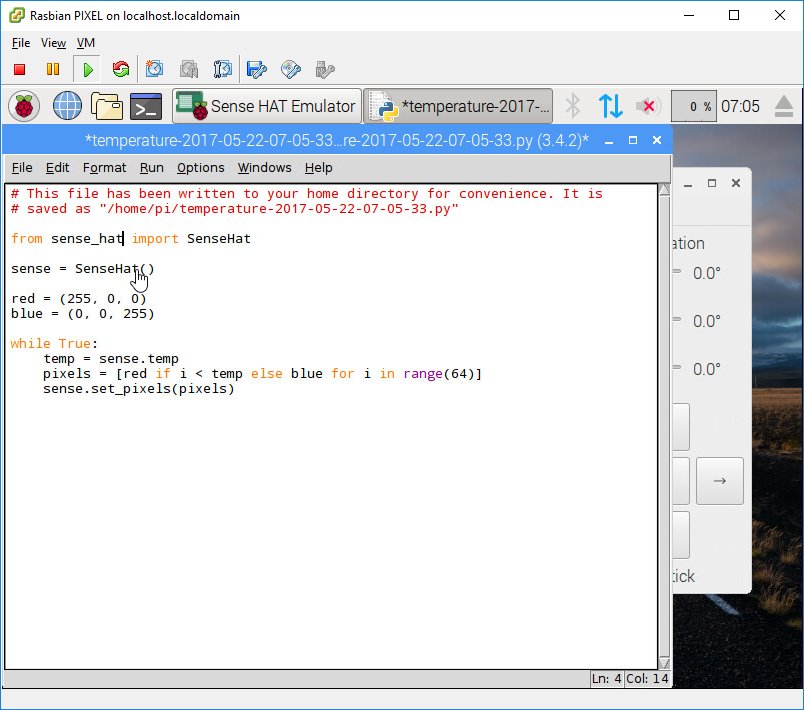 Rasbian PIXEL on localhost.localdomain
File View VM
Sense HAT Emulator
*temperature-2017-...
0 %
07:05
*temperature-2017-05-22-07-05-33...re-2017-05-22-07-05-33.py (3.4.2)*
File Edit Format Run Options Windows Help
# This file has been written to your home directory for convenience. It is
# saved as "/home/pi/temperature-2017-05-22-07-05-33.py"
from sense_hat import SenseHat
sense = SenseHat()
red = (255, 0, 0)
blue = (0, 0, 255)
while True:
    temp = sense.temp
    pixels = [red if i < temp else blue for i in range(64)]
    sense.set_pixels(pixels)
ation
0.0°
0.0°
0.0°
→
tick
Ln: 4 Col: 14